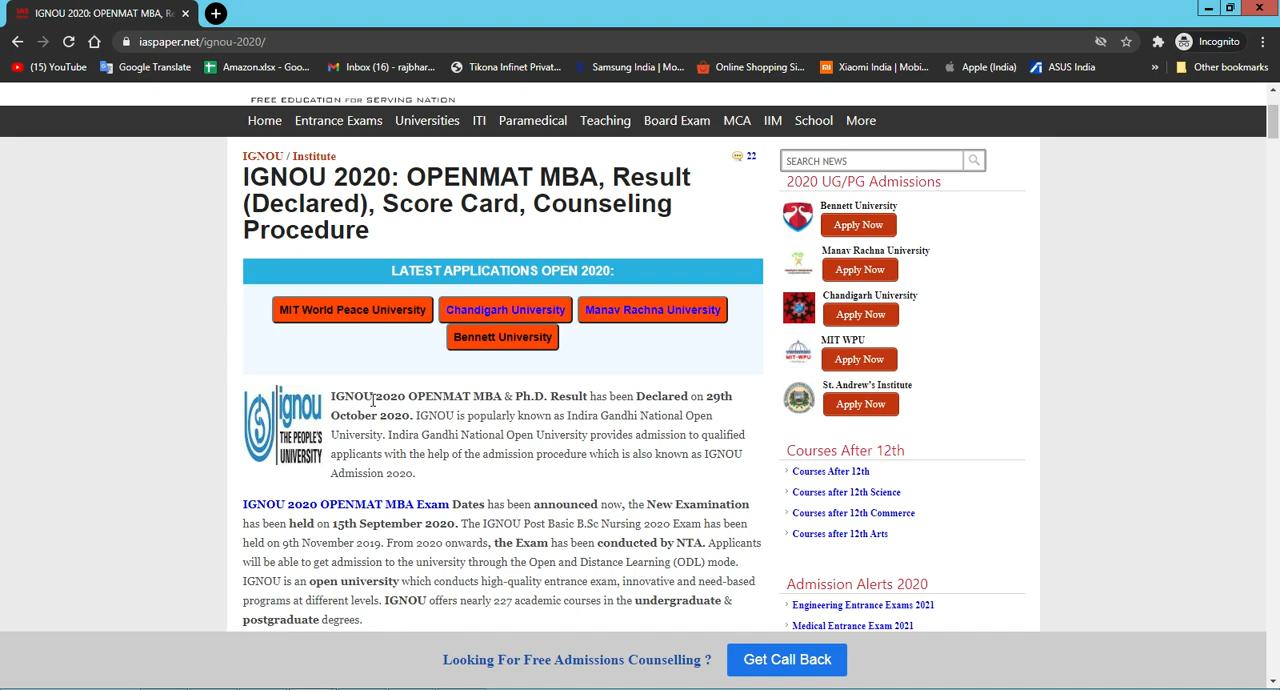 IGNOU 2020: OPENMAT MBA, Re
iaspaper.net/ignou-2020/
Incognito
(15) YouTube
Google Translate
Amazon.xlsx - Goo...
Inbox (16) - rajbhar...
Tikona Infinet Privat...
Samsung India | Mo...
Online Shopping Si...
Xiaomi India | Mobi...
Apple (India)
ASUS India
»
Other bookmarks
FREE EDUCATION FOR SERVING NATION
Home Entrance Exams Universities ITI Paramedical Teaching Board Exam MCA IIM School More
IGNOU / Institute
22
IGNOU 2020: OPENMAT MBA, Result
(Declared), Score Card, Counseling
Procedure
LATEST APPLICATIONS OPEN 2020:
MIT World Peace University
Chandigarh University
Manav Rachna University
Bennett University
ignou
THE PEOPLE'S
UNIVERSITY
IGNOU 2020 OPENMAT MBA & Ph.D. Result has been Declared on 29th
October 2020. IGNOU is popularly known as Indira Gandhi National Open
University. Indira Gandhi National Open University provides admission to qualified
applicants with the help of the admission procedure which is also known as IGNOU
Admission 2020.
IGNOU 2020 OPENMAT MBA Exam Dates has been announced now, the New Examination
has been held on 15th September 2020. The IGNOU Post Basic B.Sc Nursing 2020 Exam has been
held on 9th November 2019. From 2020 onwards, the Exam has been conducted by NTA. Applicants
will be able to get admission to the university through the Open and Distance Learning (ODL) mode.
IGNOU is an open university which conducts high-quality entrance exam, innovative and need-based
programs at different levels. IGNOU offers nearly 227 academic courses in the undergraduate &
postgraduate degrees.
SEARCH NEWS
2020 UG/PG Admissions
Bennett University
Apply Now
Manav Rachna University
Apply Now
Chandigarh University
Apply Now
MIT WPU
Apply Now
St. Andrew's Institute
Apply Now
Courses After 12th
Courses After 12th
Courses after 12th Science
Courses after 12th Commerce
Courses after 12th Arts
Admission Alerts 2020
Engineering Entrance Exams 2021
Medical Entrance Exam 2021
Looking For Free Admissions Counselling ?
Get Call Back